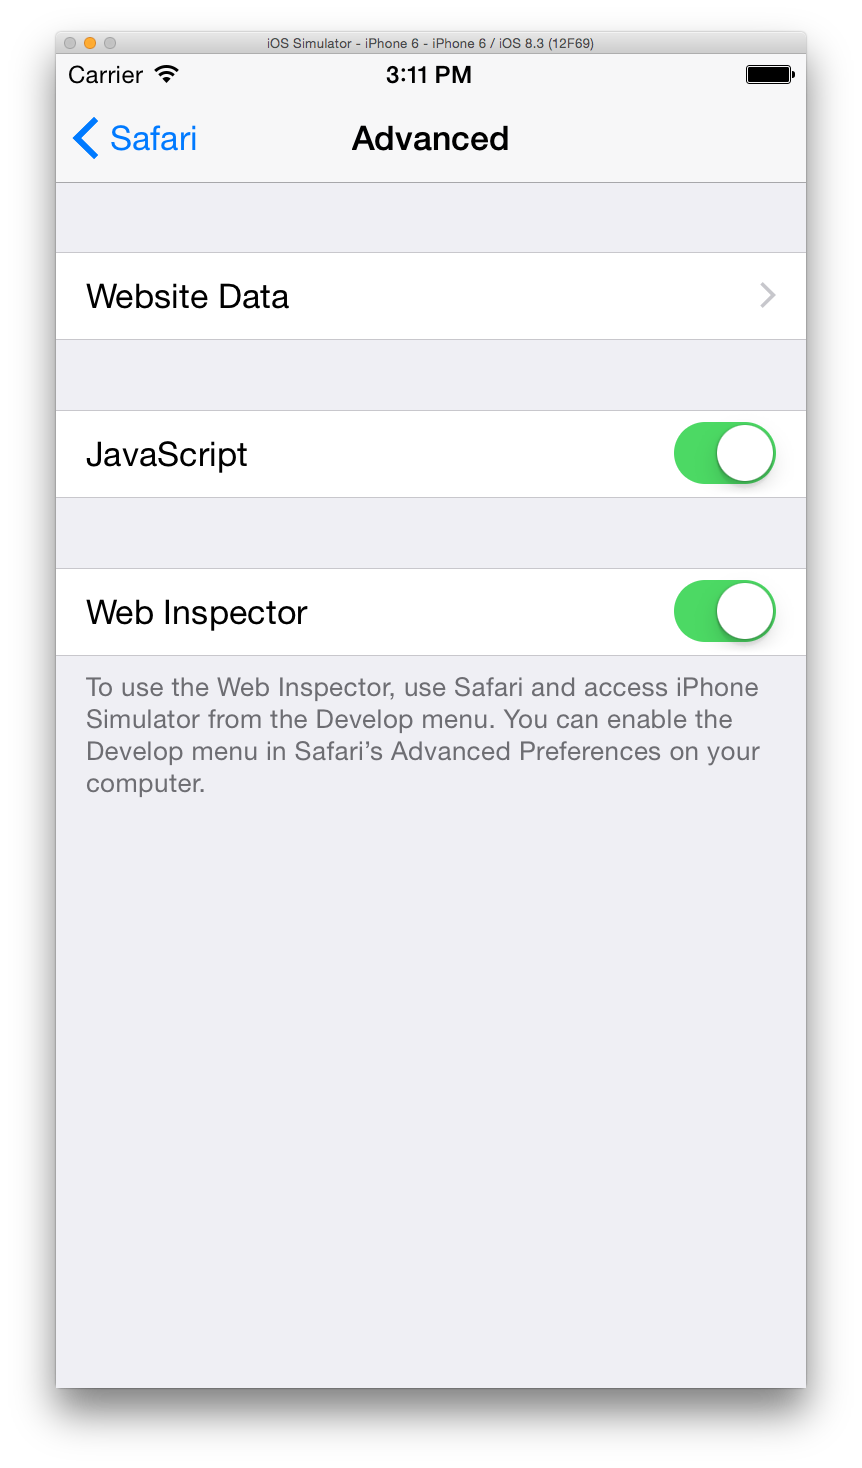 iOS Simulator - iPhone 6 - iPhone 6 / iOS 8.3 (12F69)
Carrier 3:11 PM
Safari Advanced
Website Data
JavaScript
Web Inspector
To use the Web Inspector, use Safari and access iPhone
Simulator from the Develop menu. You can enable the
Develop menu in Safari’s Advanced Preferences on your
computer.